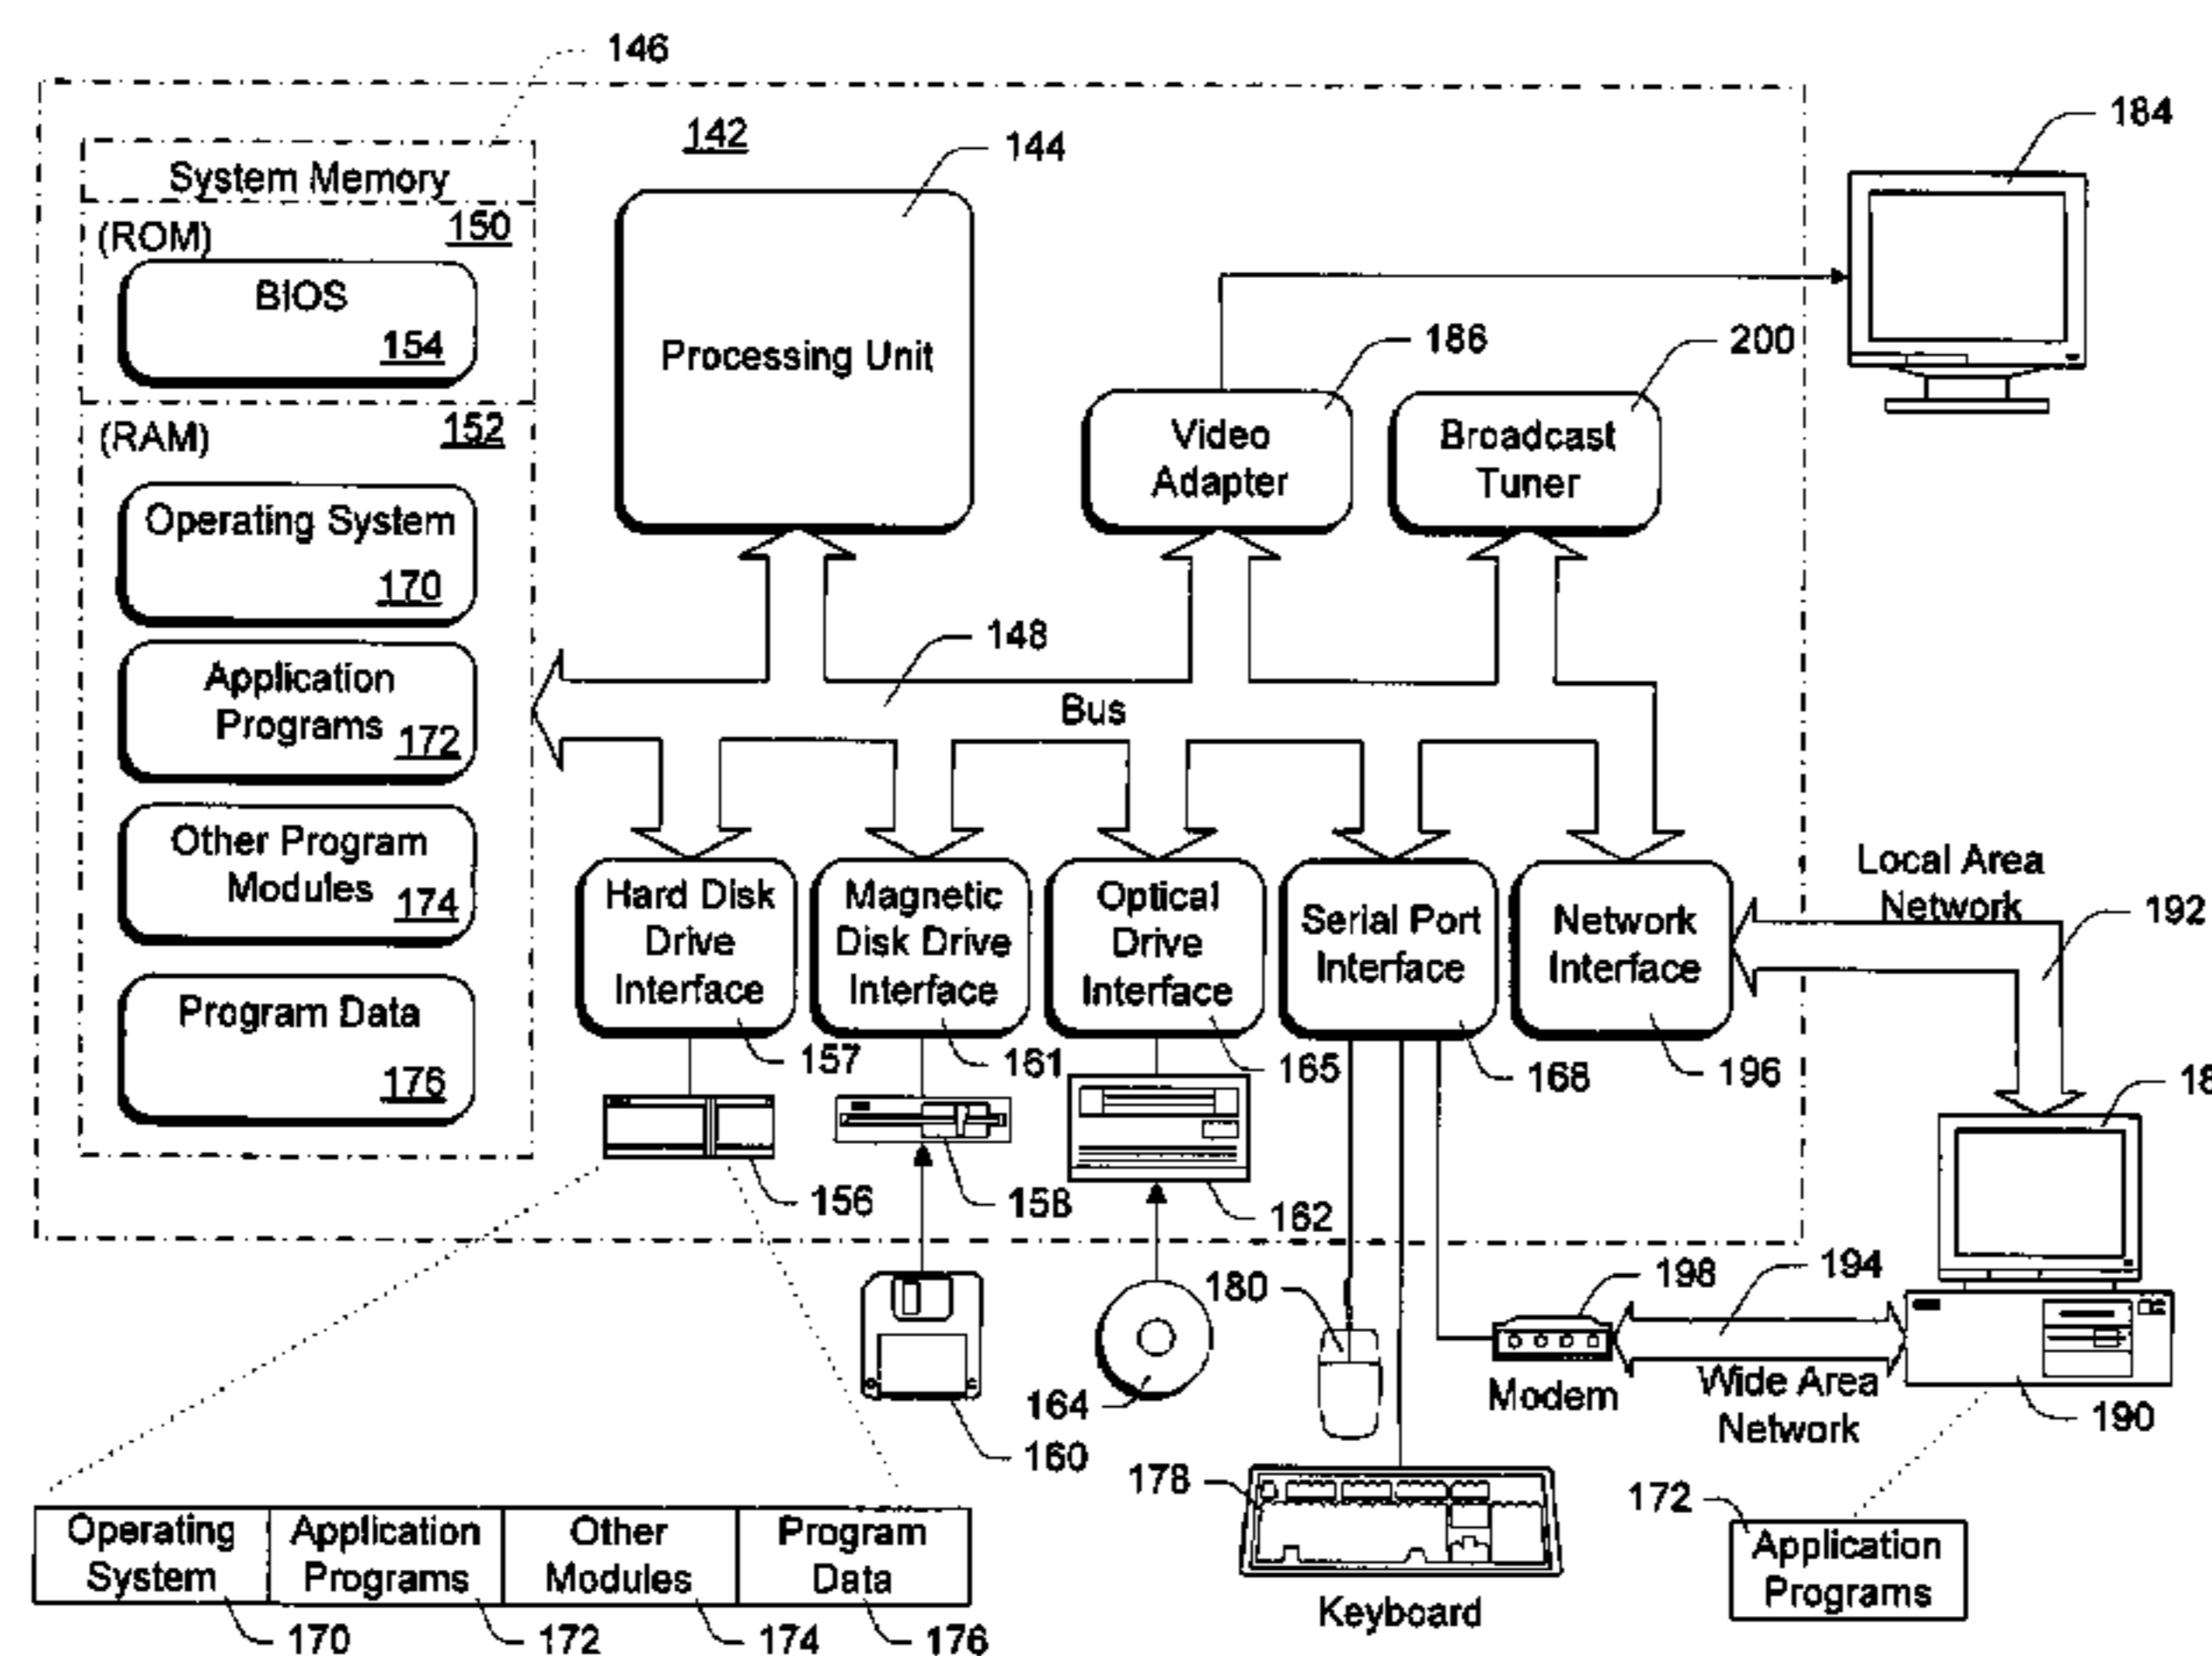 146
142
144
184
System Memory
(ROM)
150
BIOS
154
Processing Unit
186
200
(RAM)
152
Video
Adapter
Broadcast
Tuner
Operating System
170
148
Application
Programs 172
Bus
Other Program
Modules 174
Hard Disk
Drive
Interface
Magnetic
Disk Drive
Interface
Optical
Drive
Interface
Serial Port
Interface
Network
Interface
Local Area
Network
192
Program Data
176
157
161
165
168
196
156
158
162
180
198
194
164
160
Modem
Wide Area
Network
190
178
172
Application
Programs
Operating
System
Application
Programs
Other
Modules
Program
Data
Keyboard
170
172
174
176